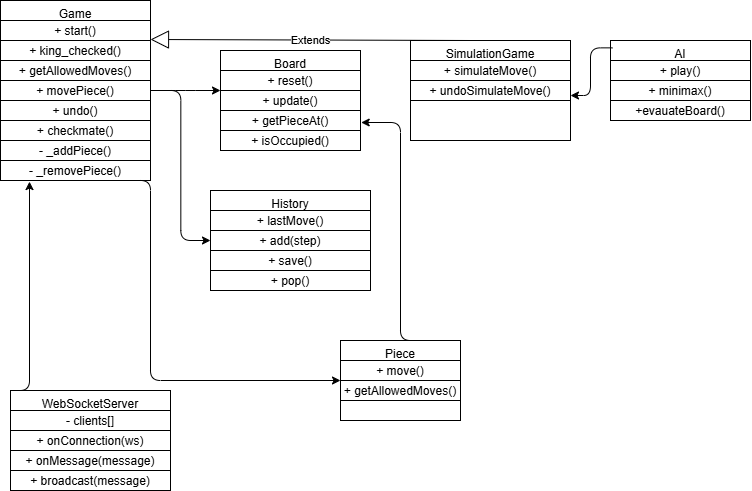 Game
+ start()
+ king_checked()
+ getAllowedMoves()
+ movePiece()
+ undo()
+ checkmate()
- _addPiece()
- _removePiece()
Extends
Board
+ reset()
+ update()
+ getPieceAt()
+ isOccupied()
SimulationGame
+ simulateMove()
+ undoSimulateMove()
AI
+ play()
+ minimax()
+evauateBoard()
History
+ lastMove()
+ add(step)
+ save()
+ pop()
Piece
+ move()
+ getAllowedMoves()
WebSocketServer
- clients[]
+ onConnection(ws)
+ onMessage(message)
+ broadcast(message)